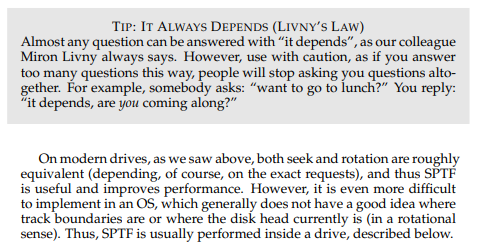 TIP: IT ALWAYS DEPENDS (LIVNY'S LAW)
Almost any question can be answered with "it depends", as our colleague
Miron Livny always says. However, use with caution, as if you answer
too many questions this way, people will stop asking you questions alto-
gether. For example, somebody asks: "want to go to lunch?" You reply:
"it depends, are you coming along?"
On modern drives, as we saw above, both seek and rotation are roughly
equivalent (depending, of course, on the exact requests), and thus SPTF
is useful and improves performance. However, it is even more difficult
to implement in an OS, which generally does not have a good idea where
track boundaries are or where the disk head currently is (in a rotational
sense). Thus, SPTF is usually performed inside a drive, described below.